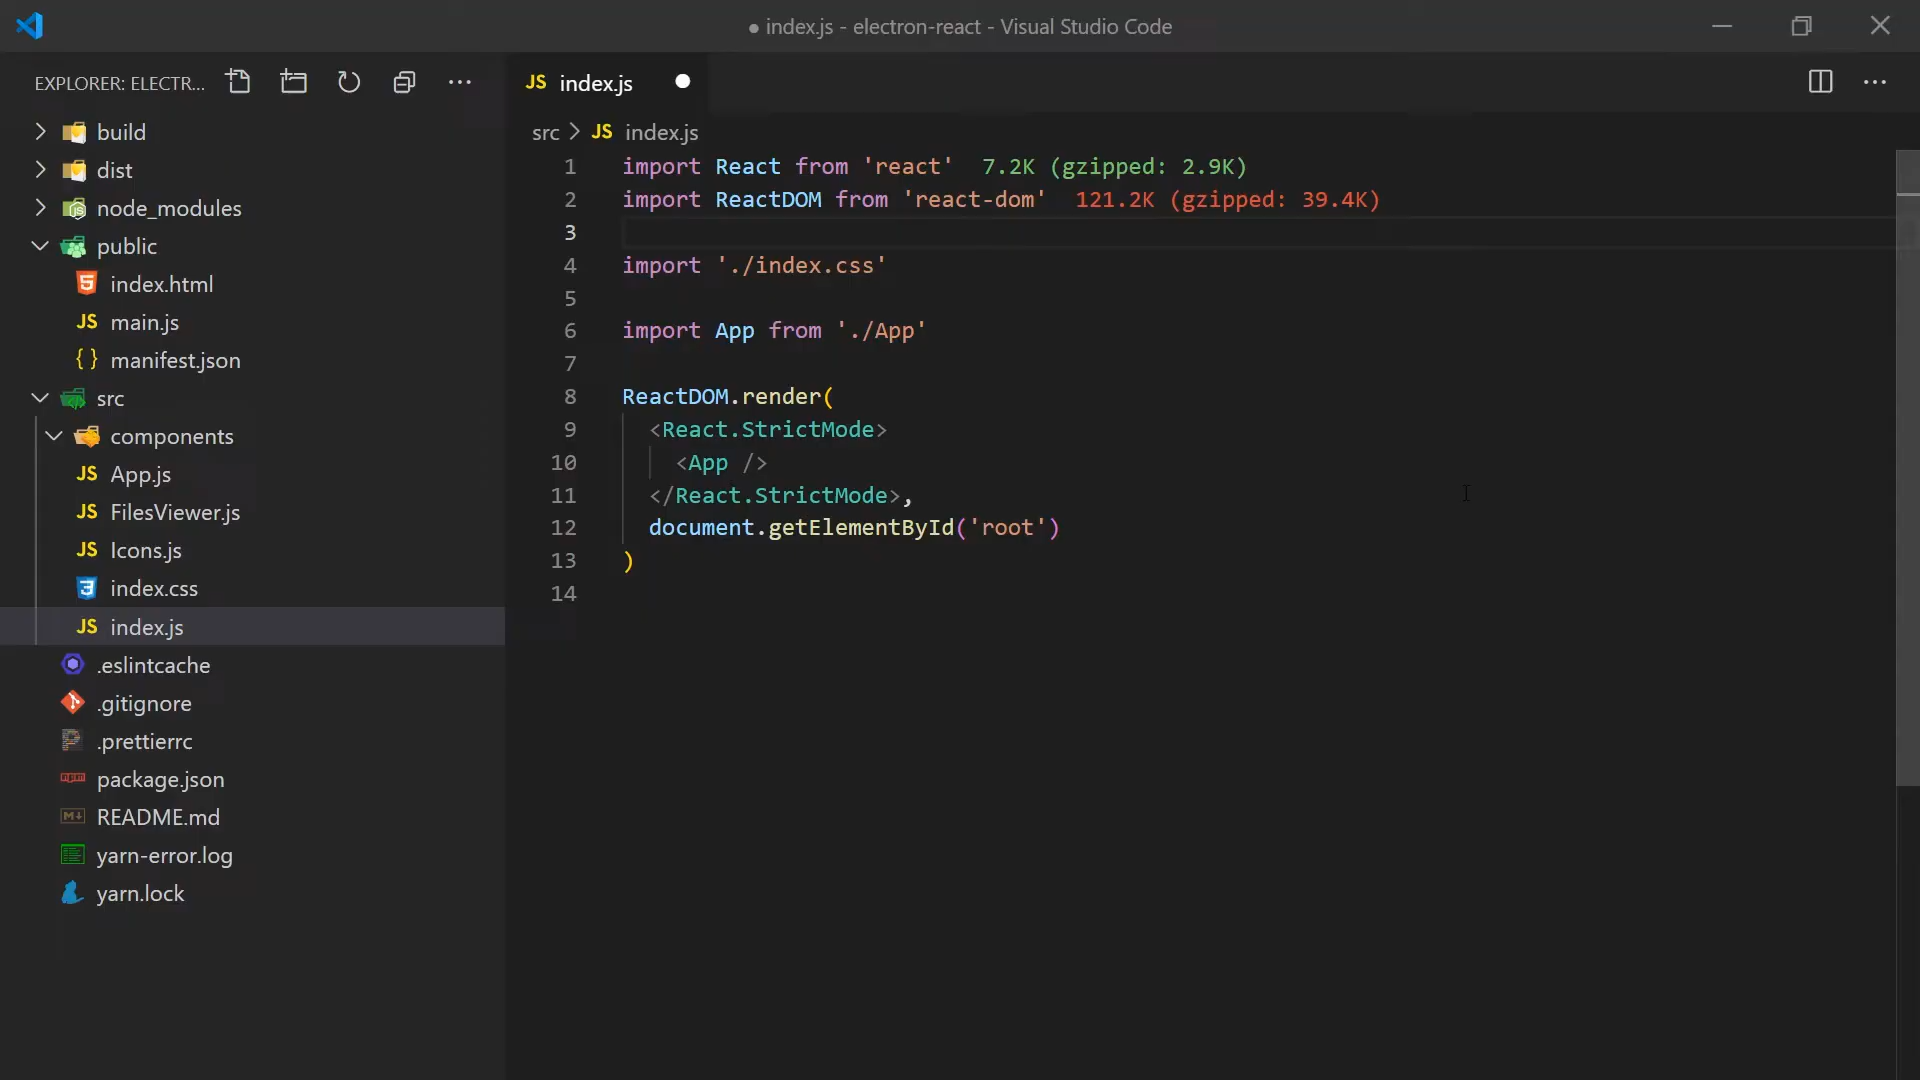 ● index.js - electron-react - Visual Studio Code
EXPLORER: ELECTR...
build
dist
node_modules
public
index.html
JS main.js
{ } manifest.json
src
components
JS App.js
JS FilesViewer.js
JS Icons.js
index.css
JS index.js
.eslintcache
.gitignore
.prettierrc
package.json
README.md
yarn-error.log
yarn.lock
JS index.js ●
src > JS index.js
1 import React from 'react' 7.2K (gzipped: 2.9K)
2 import ReactDOM from 'react-dom' 121.2K (gzipped: 39.4K)
3
4 import './index.css'
5
6 import App from './App'
7
8 ReactDOM.render(
9 <React.StrictMode>
10 <App />
11 </React.StrictMode>,
12 document.getElementById('root')
13 )
14